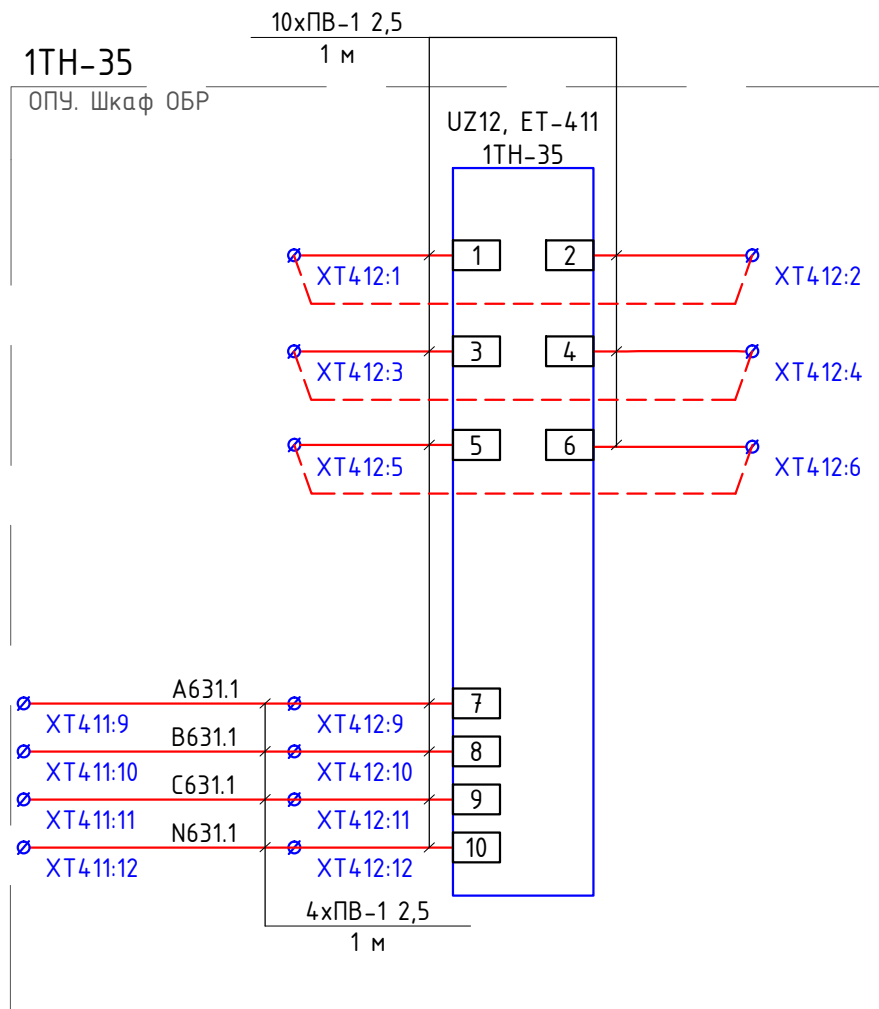 10хПВ-1 2,5
1 м
1ТН-35
ОПУ. Шкаф ОБР
UZ12, ET-411
1ТН-35
1
2
XT412:1
XT412:2
3
4
XT412:3
XT412:4
5
6
XT412:5
XT412:6
A631.1
7
XT411:9
XT412:9
B631.1
8
XT411:10
XT412:10
C631.1
9
XT411:11
XT412:11
N631.1
10
XT411:12
XT412:12
4хПВ-1 2,5
1 м